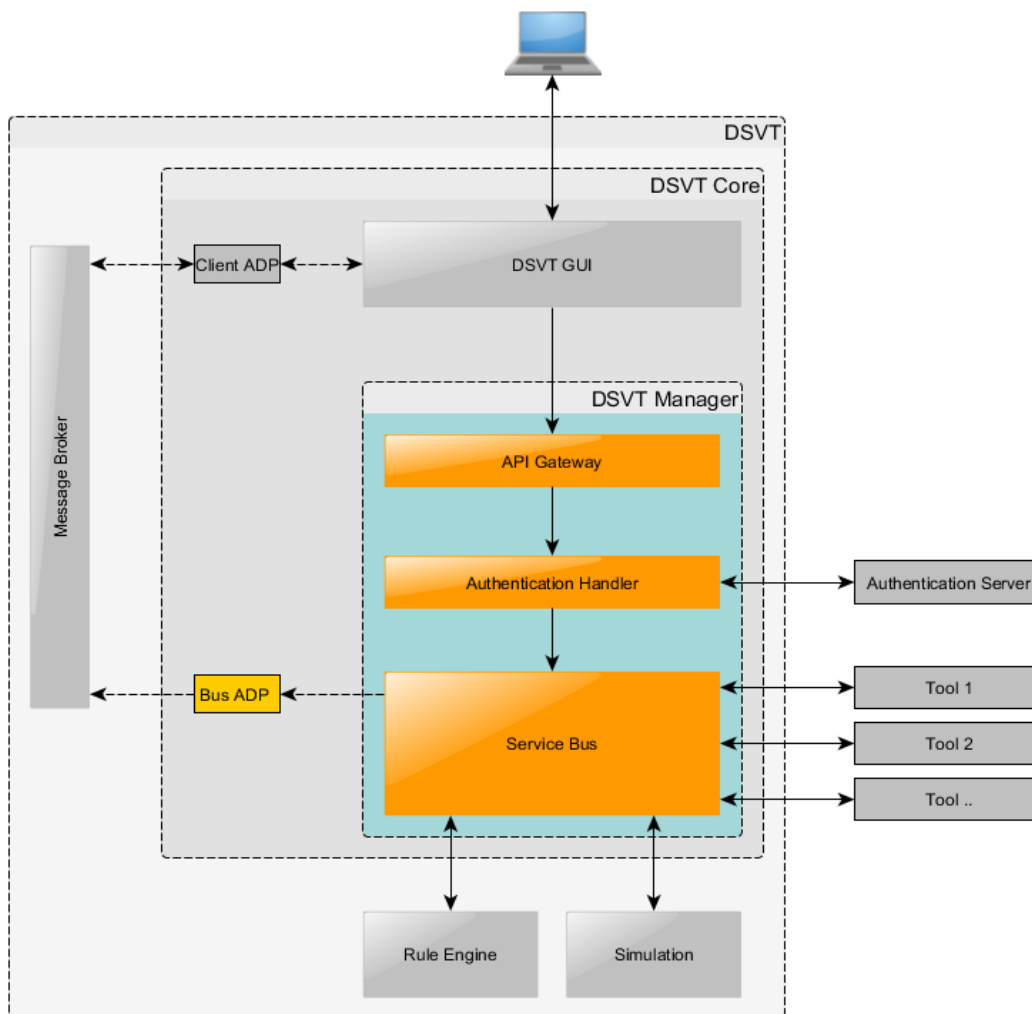 DSVT
DSVT Core
Client ADP
DSVT GUI
Message Broker
DSVT Manager
API Gateway
Authentication Handler
Authentication Server
Bus ADP
Service Bus
Tool 1
Tool 2
Tool ..
Rule Engine
Simulation